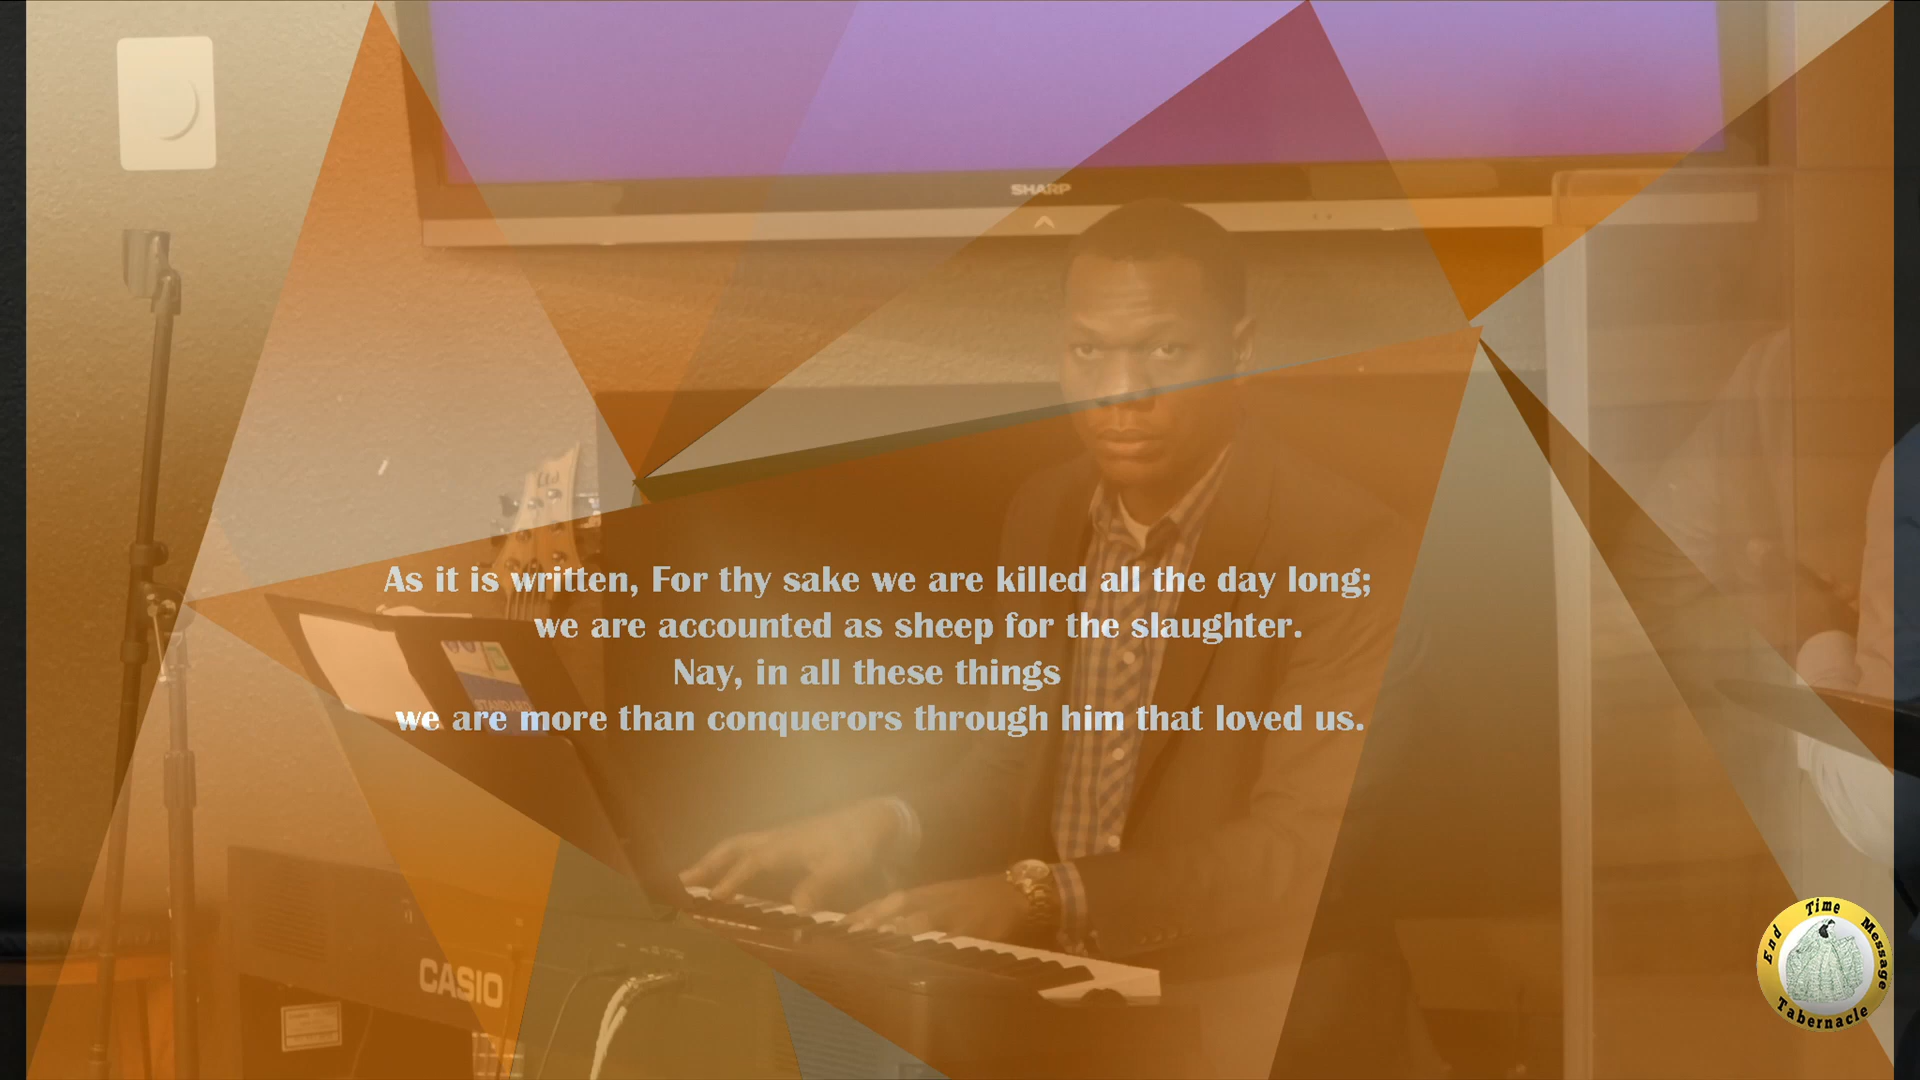 SHARP
As it is written, For thy sake we are killed all the day long;
we are accounted as sheep for the slaughter.
Nay, in all these things
we are more than conquerors through him that loved us.
STANDARD
CASIO
End Time Message
Tabernacle